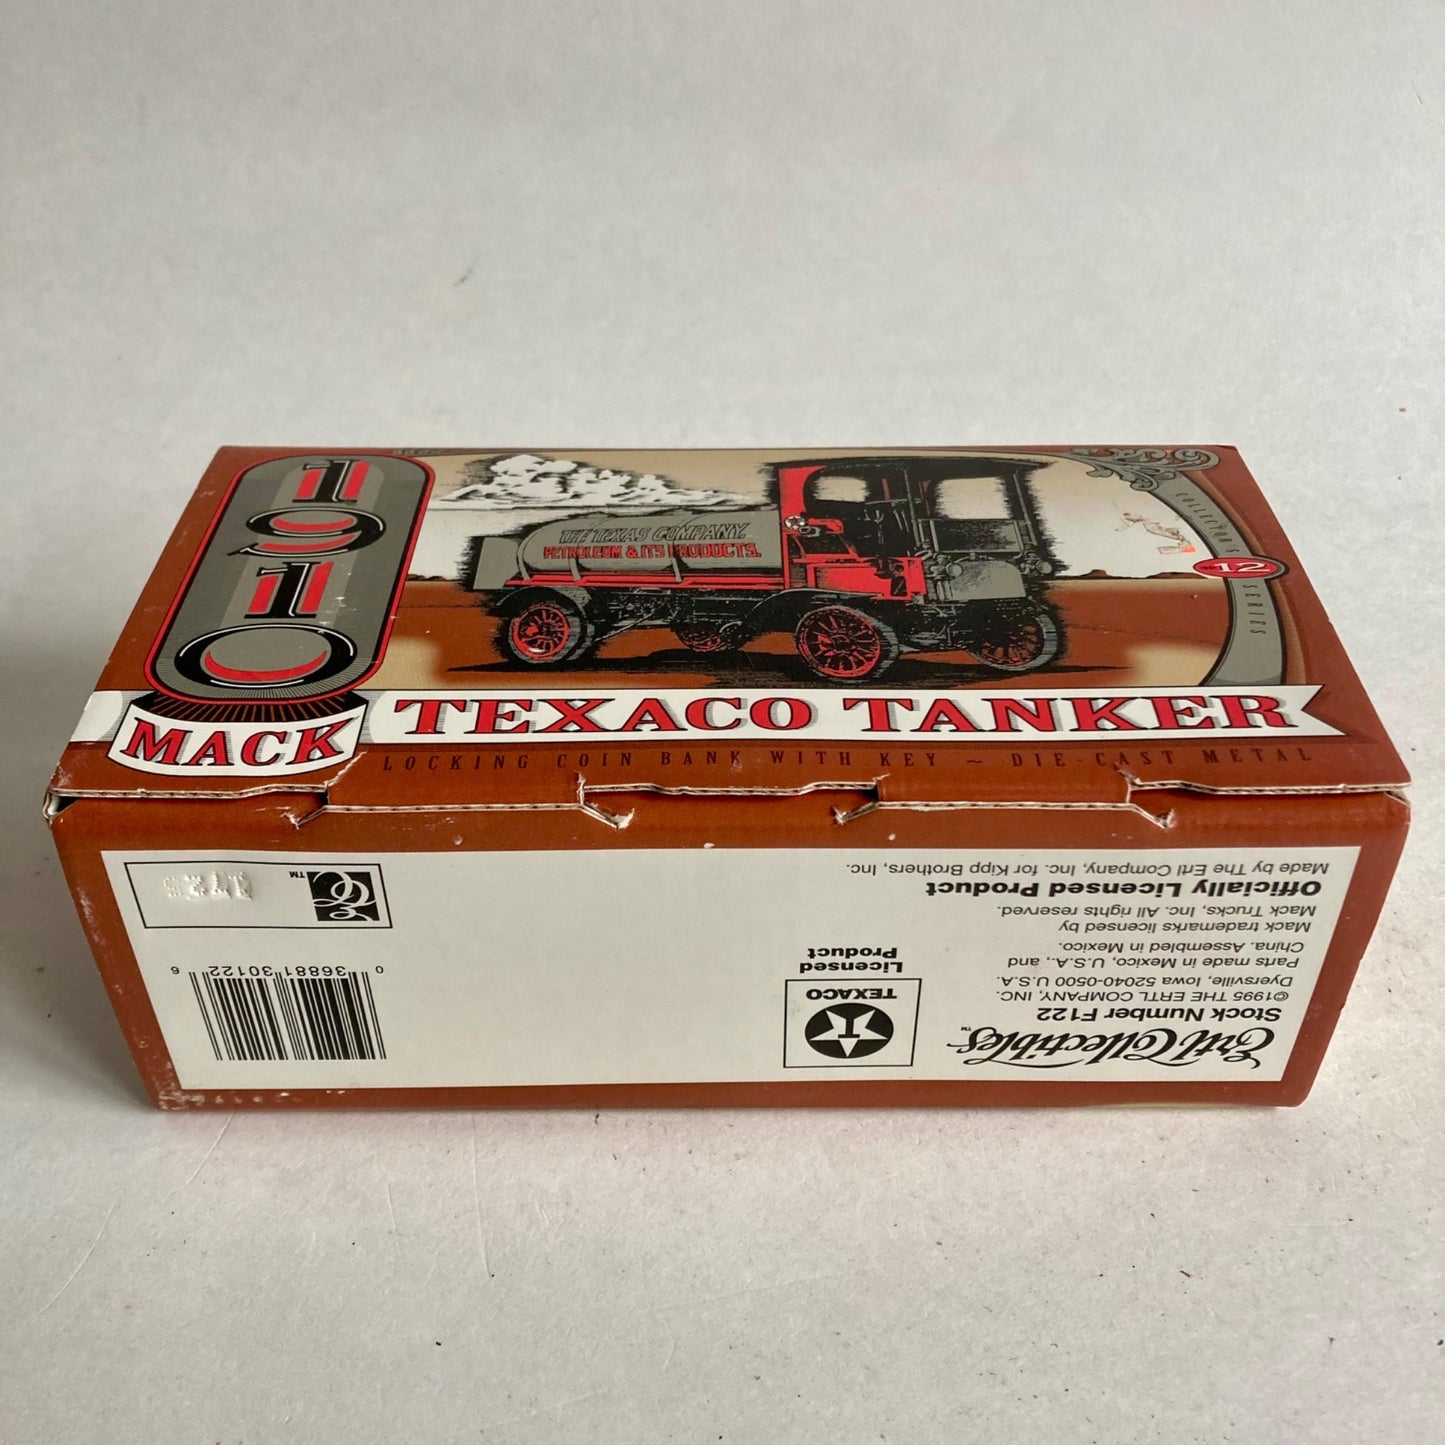 1910
MACK
TEXACO TANKER
LOCKING COIN BANK WITH KEY ~ DIE-CAST METAL
THE TEXAS COMPANY.
PETROLEUM & ITS PRODUCTS.
COLLECTOR'S
12
SERIES
Ertl Collectibles™
Stock Number F122
©1995 THE ERTL COMPANY, INC.
Dyersville, Iowa 52040-0500 U.S.A.
Parts made in Mexico, U.S.A. and
China. Assembled in Mexico.
Mack trademarks licensed by
Mack Trucks, Inc. All rights reserved.
Officially Licensed Product
Made by The Ertl Company, Inc. for Kipp Brothers, Inc.
TEXACO
T
Licensed
Product
0 36881 30122 6
TM